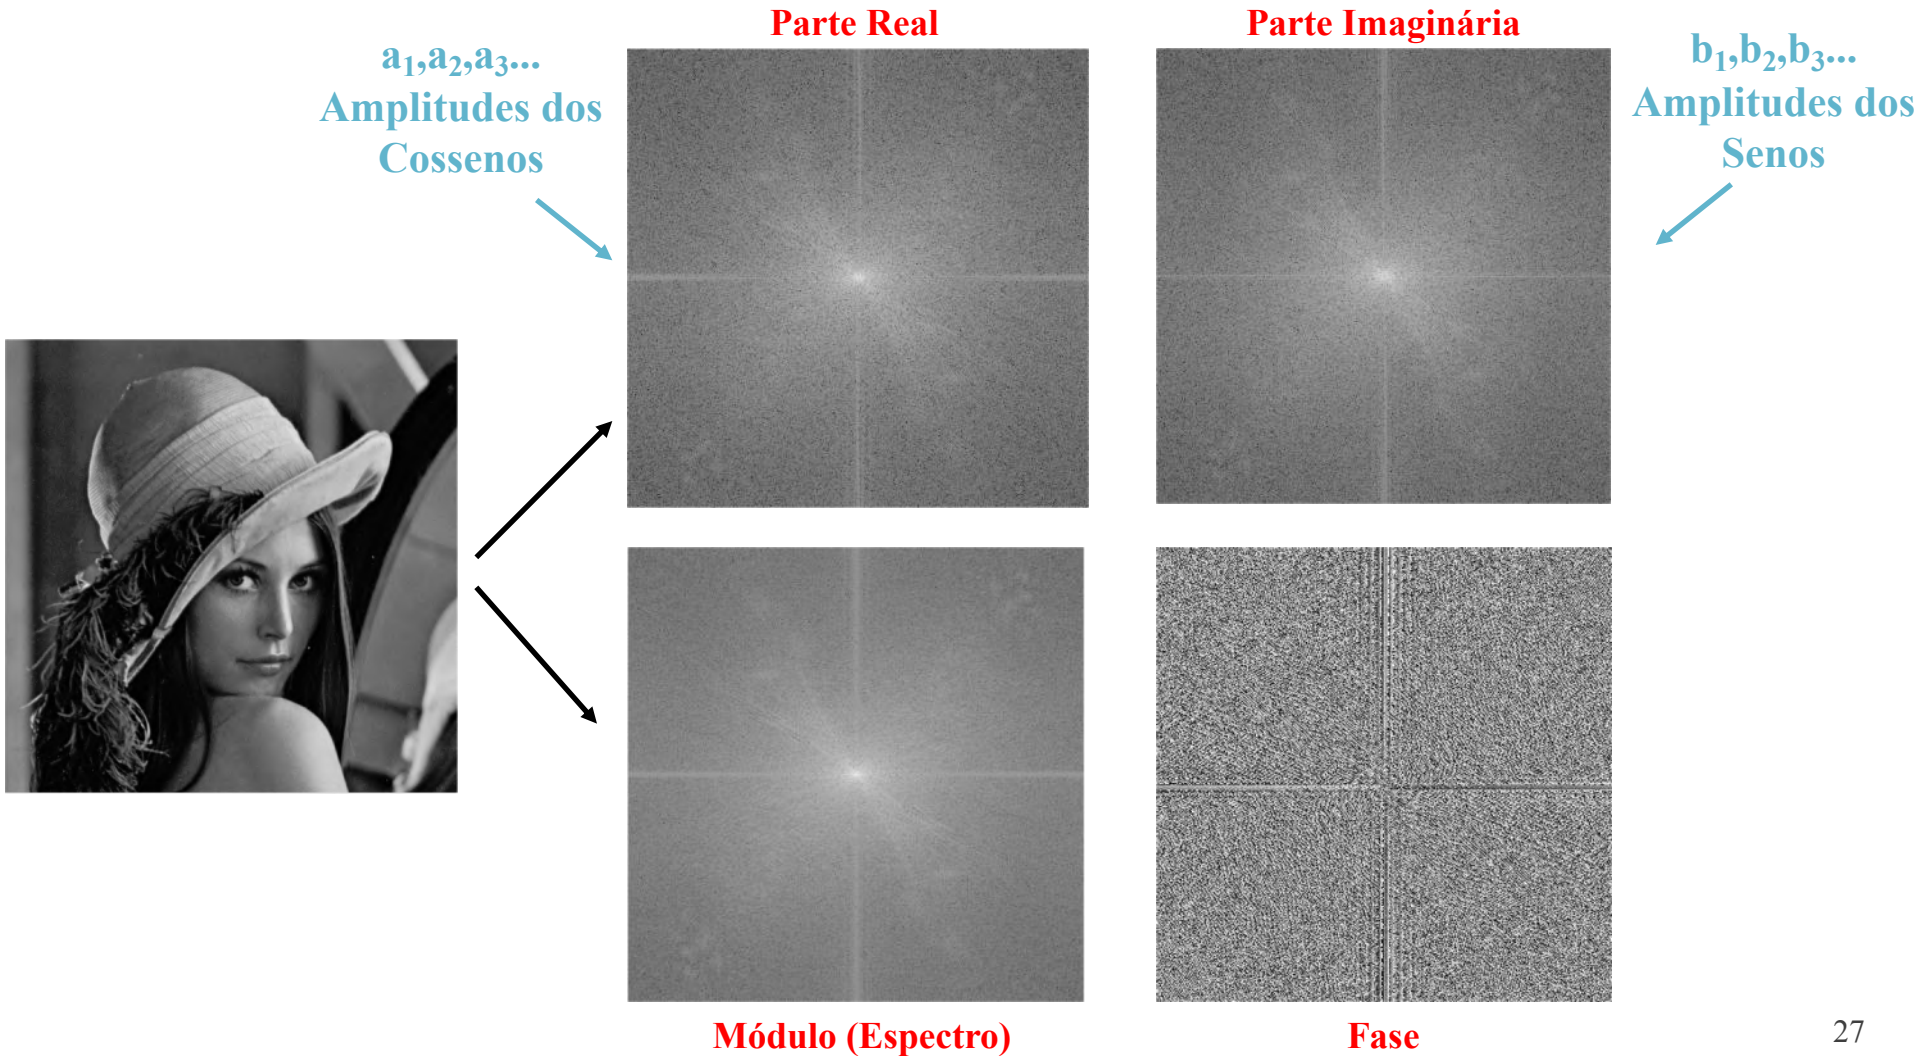 Parte Real
Parte Imaginária
a₁,a₂,a₃...
Amplitudes dos
Cossenos
b₁,b₂,b₃...
Amplitudes dos
Senos
Módulo (Espectro)
Fase
27